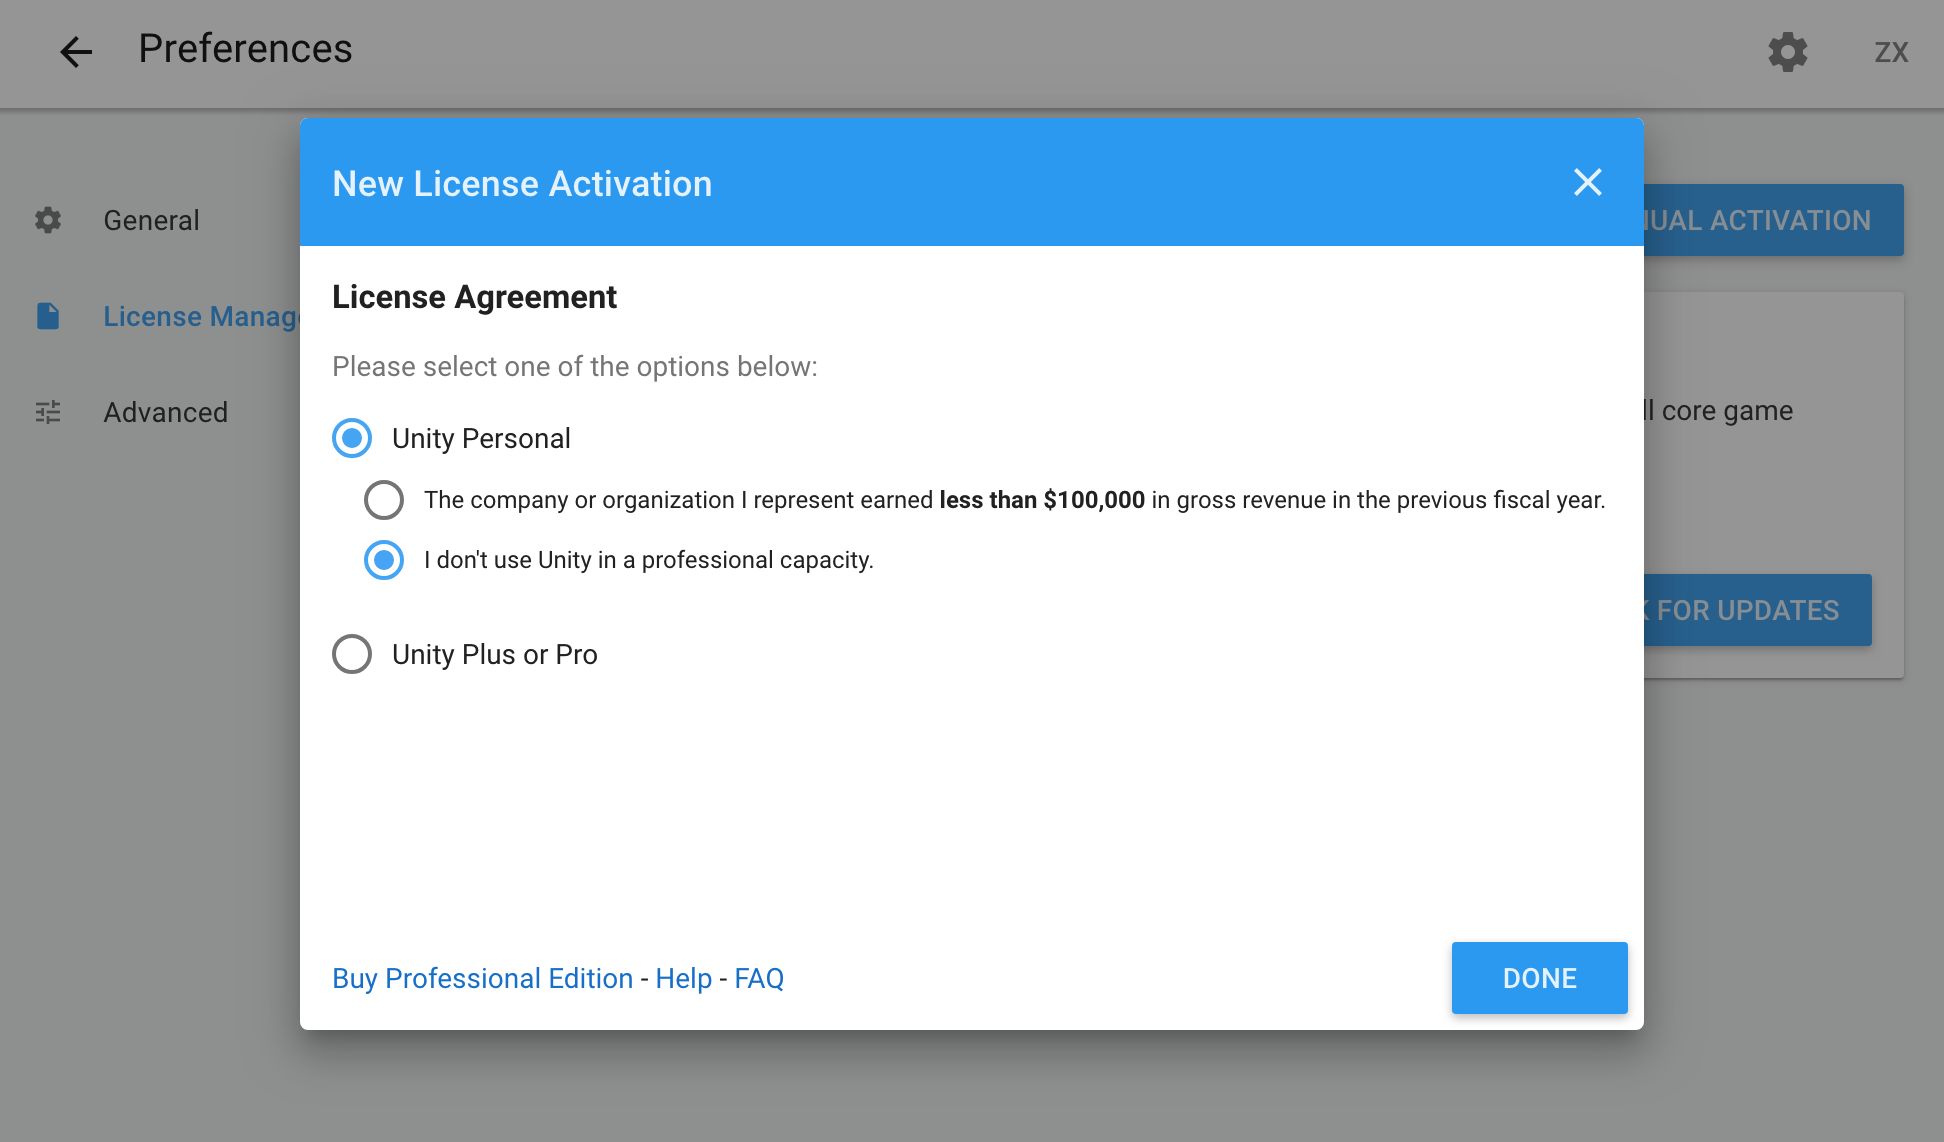 Preferences
ZX
New License Activation
General
UAL ACTIVATION
License Agreement
License Manag
Please select one of the options below:
Advanced
ll core game
Unity Personal
The company or organization I represent earned less than $100,000 in gross revenue in the previous fiscal year.
I don't use Unity in a professional capacity.
K FOR UPDATES
Unity Plus or Pro
Buy Professional Edition - Help - FAQ
DONE